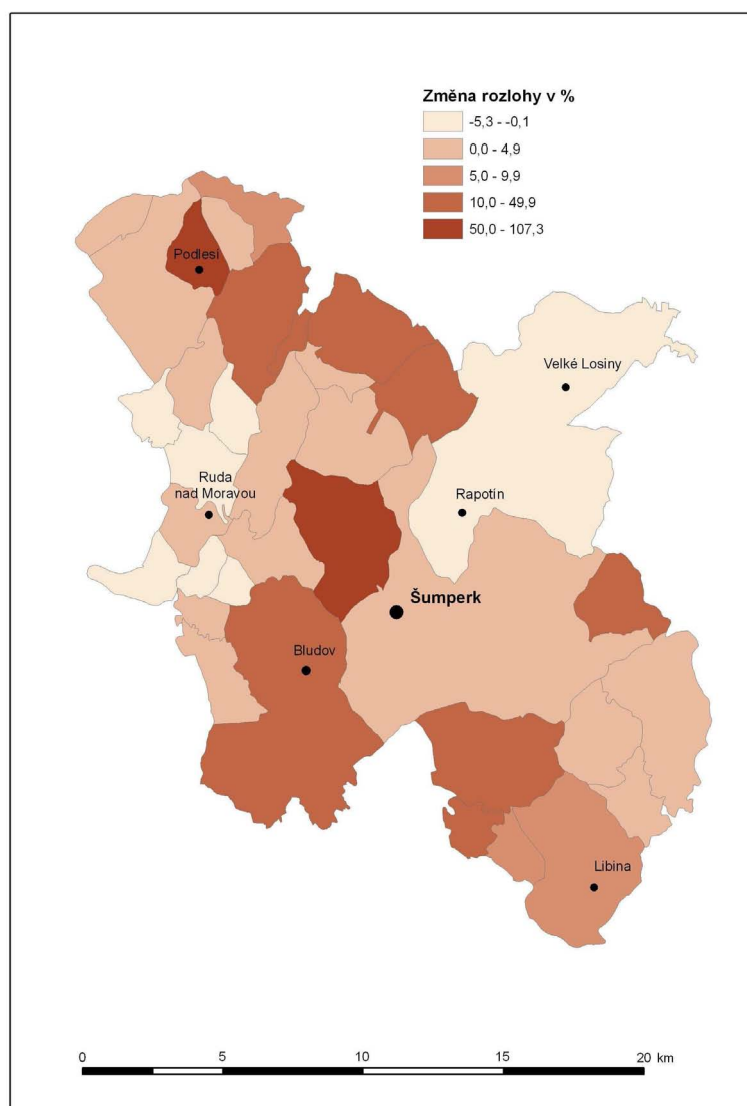 Změna rozlohy v %
-5,3 - -0,1
0,0 - 4,9
5,0 - 9,9
10,0 - 49,9
50,0 - 107,3
Podlesí
Velké Losiny
Ruda
nad Moravou
Rapotín
Šumperk
Bludov
Libina
0 5 10 15 20 km